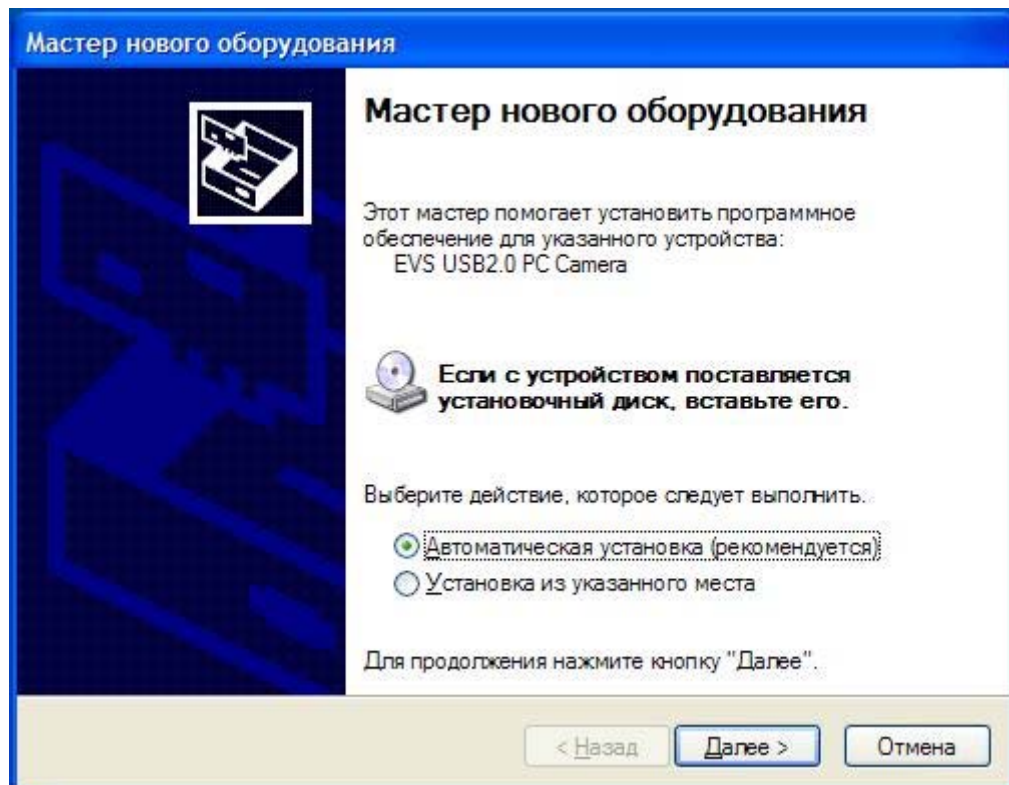 Мастер нового оборудования
Мастер нового оборудования
Этот мастер помогает установить программное
обеспечение для указанного устройства:
EVS USB2.0 PC Camera
Если с устройством поставляется
установочный диск, вставьте его.
Выберите действие, которое следует выполнить.
Автоматическая установка (рекомендуется)
Установка из указанного места
Для продолжения нажмите кнопку "Далее".
< Назад Далее > Отмена